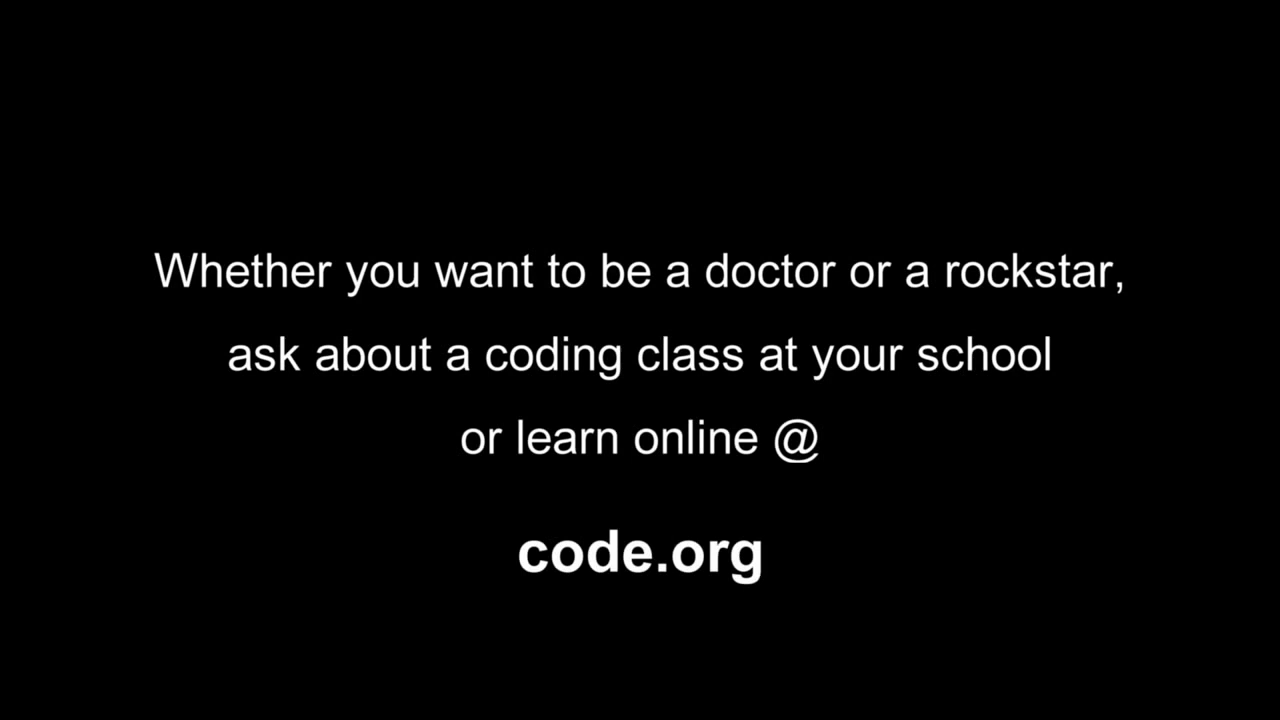 Whether you want to be a doctor or a rockstar,
ask about a coding class at your school
or learn online @
code.org